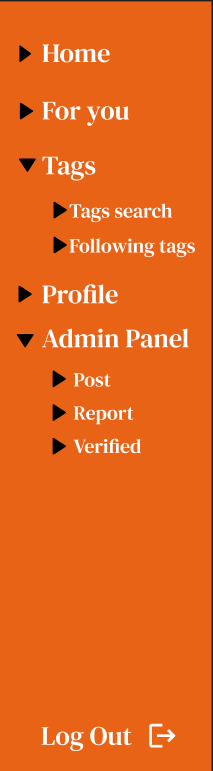 Home
For you
Tags
Tags search
Following tags
Profile
Admin Panel
Post
Report
Verified
Log Out